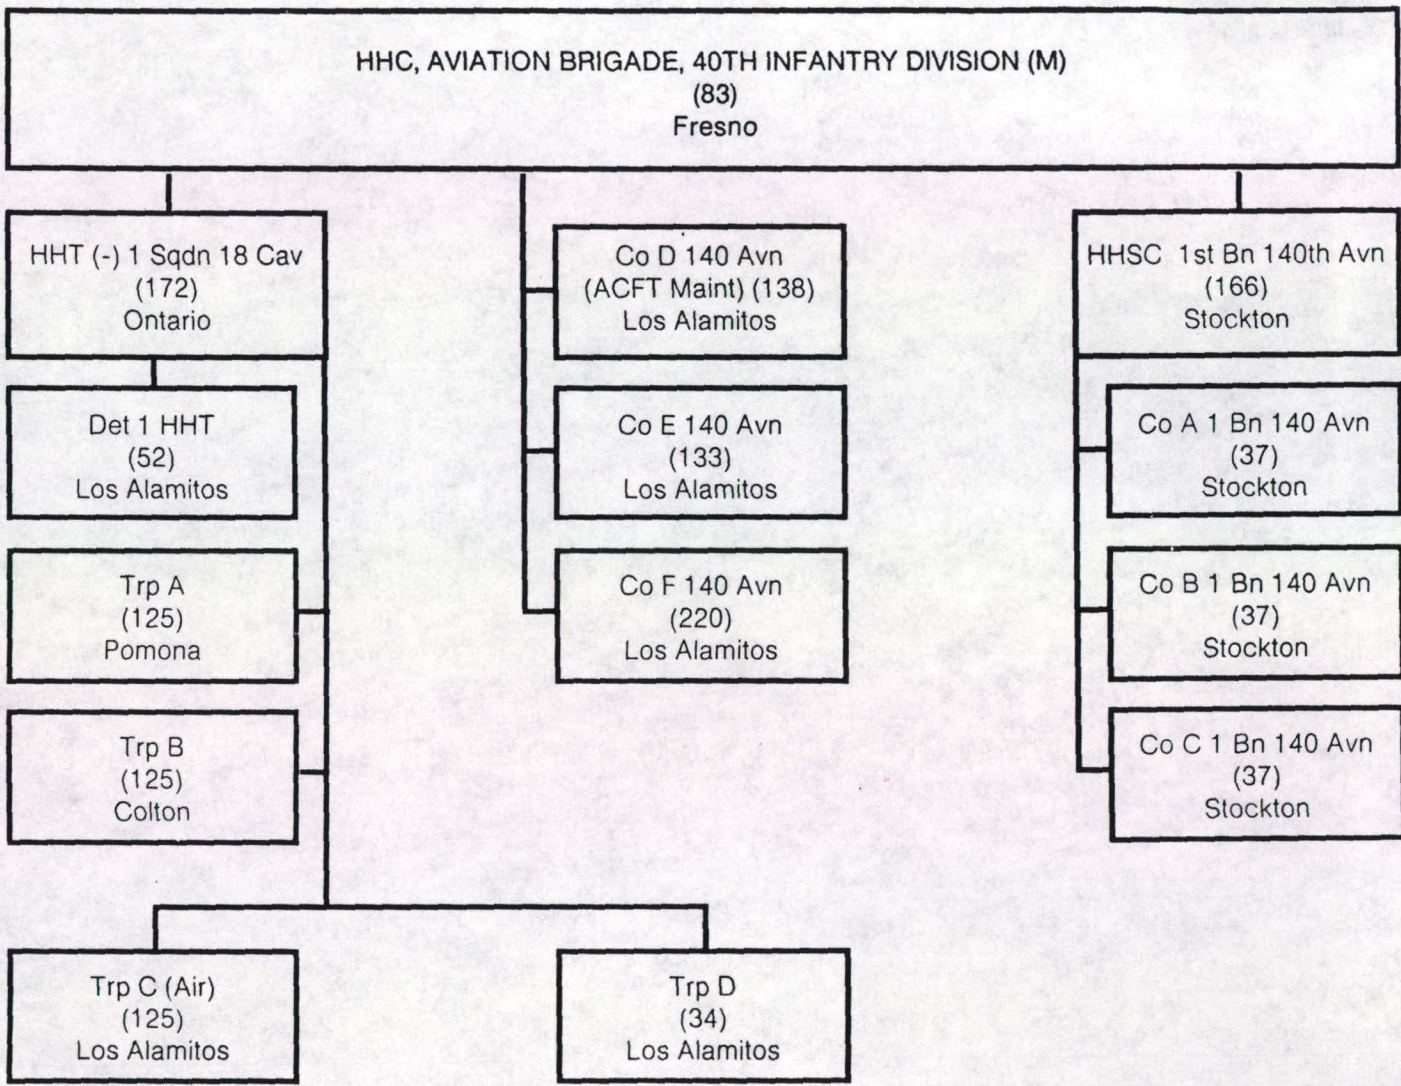 HHC, AVIATION BRIGADE, 40TH INFANTRY DIVISION (M)
(83)
Fresno
HHT (-) 1 Sqdn 18 Cav
(172)
Ontario
Det 1 HHT
(52)
Los Alamitos
Trp A
(125)
Pomona
Trp B
(125)
Colton
Trp C (Air)
(125)
Los Alamitos
Trp D
(34)
Los Alamitos
Co D 140 Avn
(ACFT Maint) (138)
Los Alamitos
Co E 140 Avn
(133)
Los Alamitos
Co F 140 Avn
(220)
Los Alamitos
HHSC 1st Bn 140th Avn
(166)
Stockton
Co A 1 Bn 140 Avn
(37)
Stockton
Co B 1 Bn 140 Avn
(37)
Stockton
Co C 1 Bn 140 Avn
(37)
Stockton